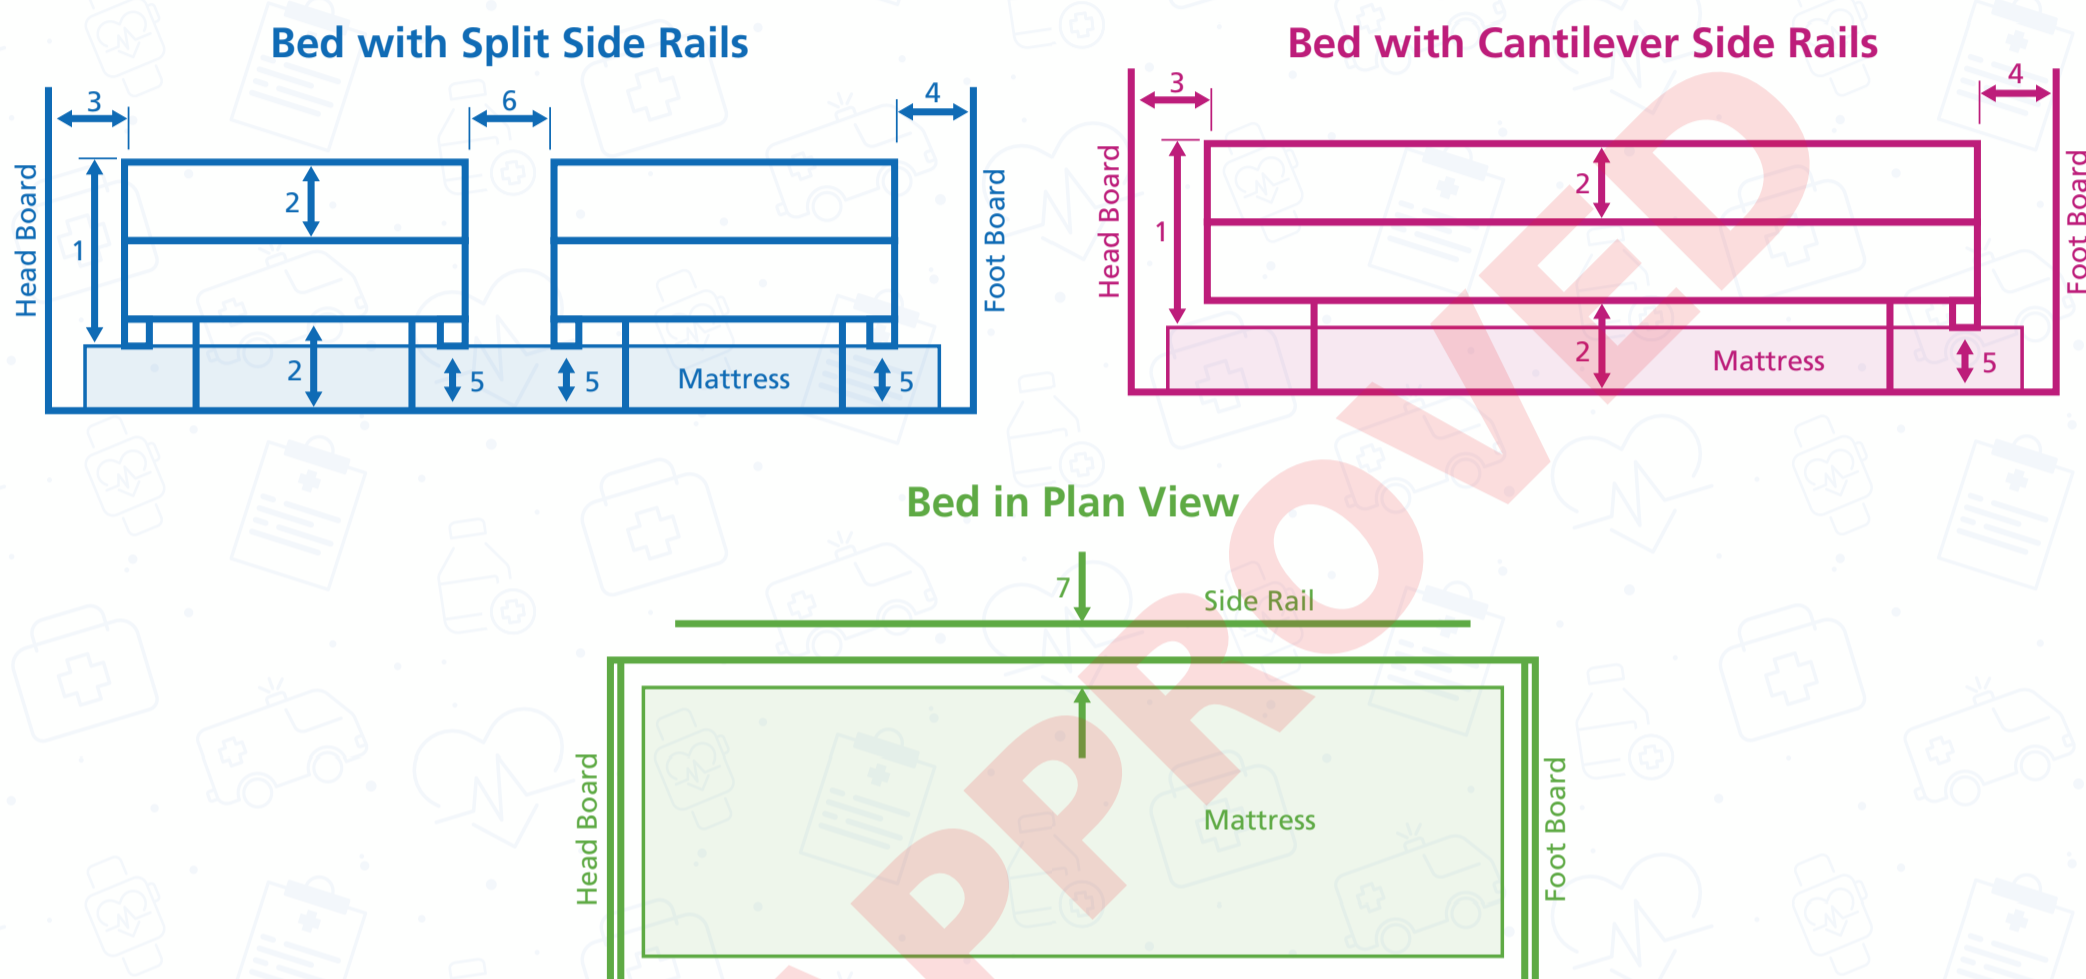 Bed with Split Side Rails
3
6
4
Head Board
1
2
2
5
5
Mattress
5
Foot Board
Bed with Cantilever Side Rails
3
4
Head Board
1
2
2
Mattress
5
Foot Board
Bed in Plan View
7
Side Rail
Head Board
Mattress
Foot Board
APPROVED